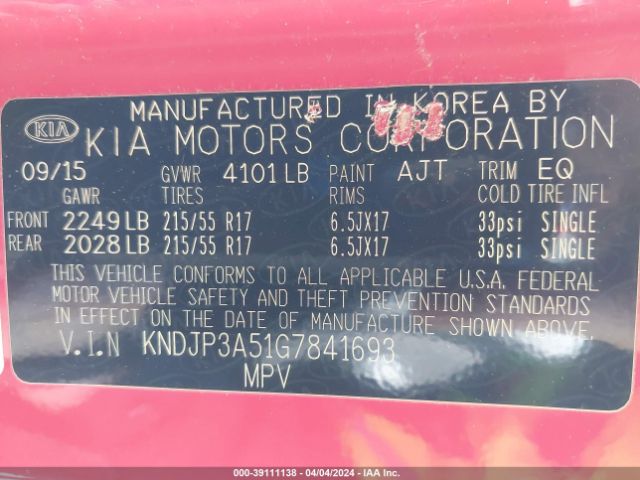 MANUFACTURED IN KOREA BY
KIA
KIA MOTORS CORPORATION
09/15 GVWR 4101 LB PAINT AJT TRIM EQ
GAWR TIRES RIMS COLD TIRE INFL
FRONT 2249 LB 215/55 R17 6.5JX17 33psi SINGLE
REAR 2028 LB 215/55 R17 6.5JX17 33psi SINGLE
THIS VEHICLE CONFORMS TO ALL APPLICABLE U.S.A. FEDERAL
MOTOR VEHICLE SAFETY AND THEFT PREVENTION STANDARDS
IN EFFECT ON THE DATE OF MANUFACTURE SHOWN ABOVE.
V.I.N KNDJP3A51G7841693
MPV
000-39111138 - 04/04/2024 - IAA Inc.